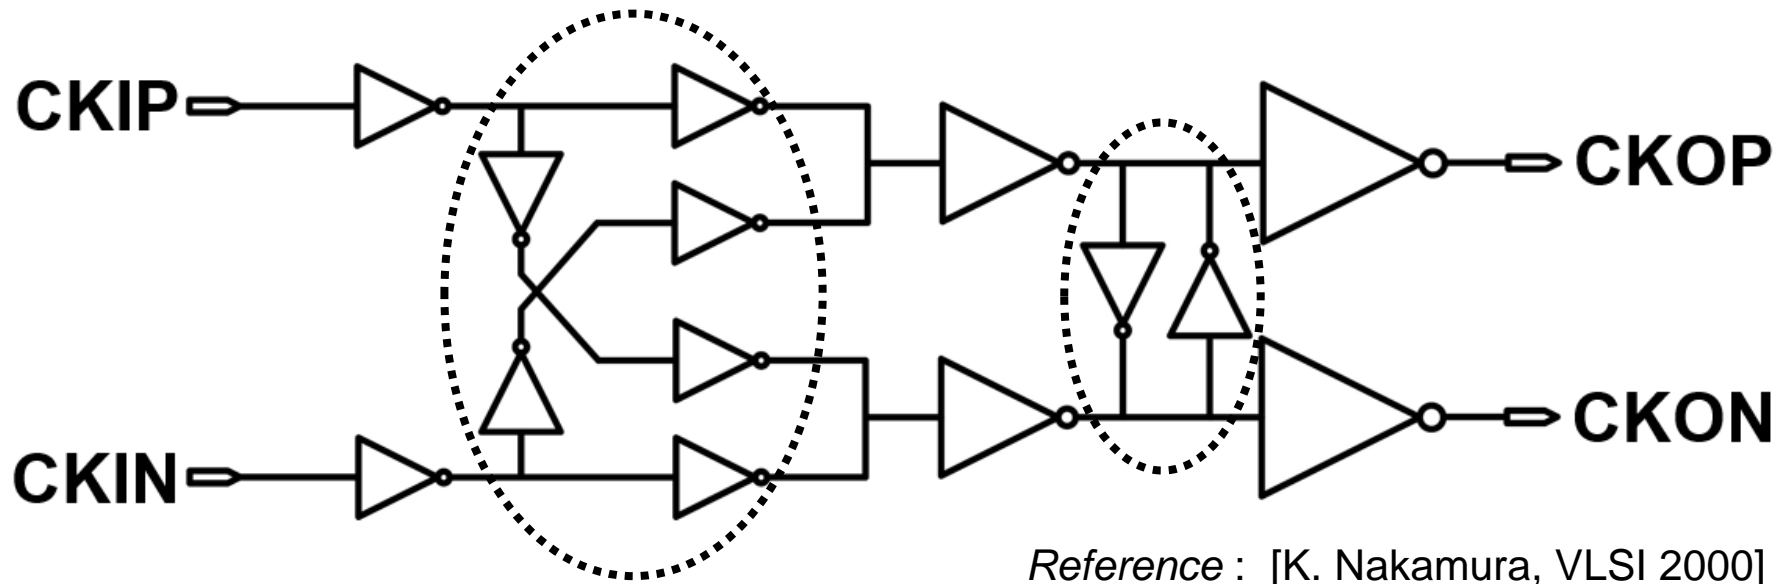 CKIP
CKOP
CKON
CKIN
Reference : [K. Nakamura, VLSI 2000]